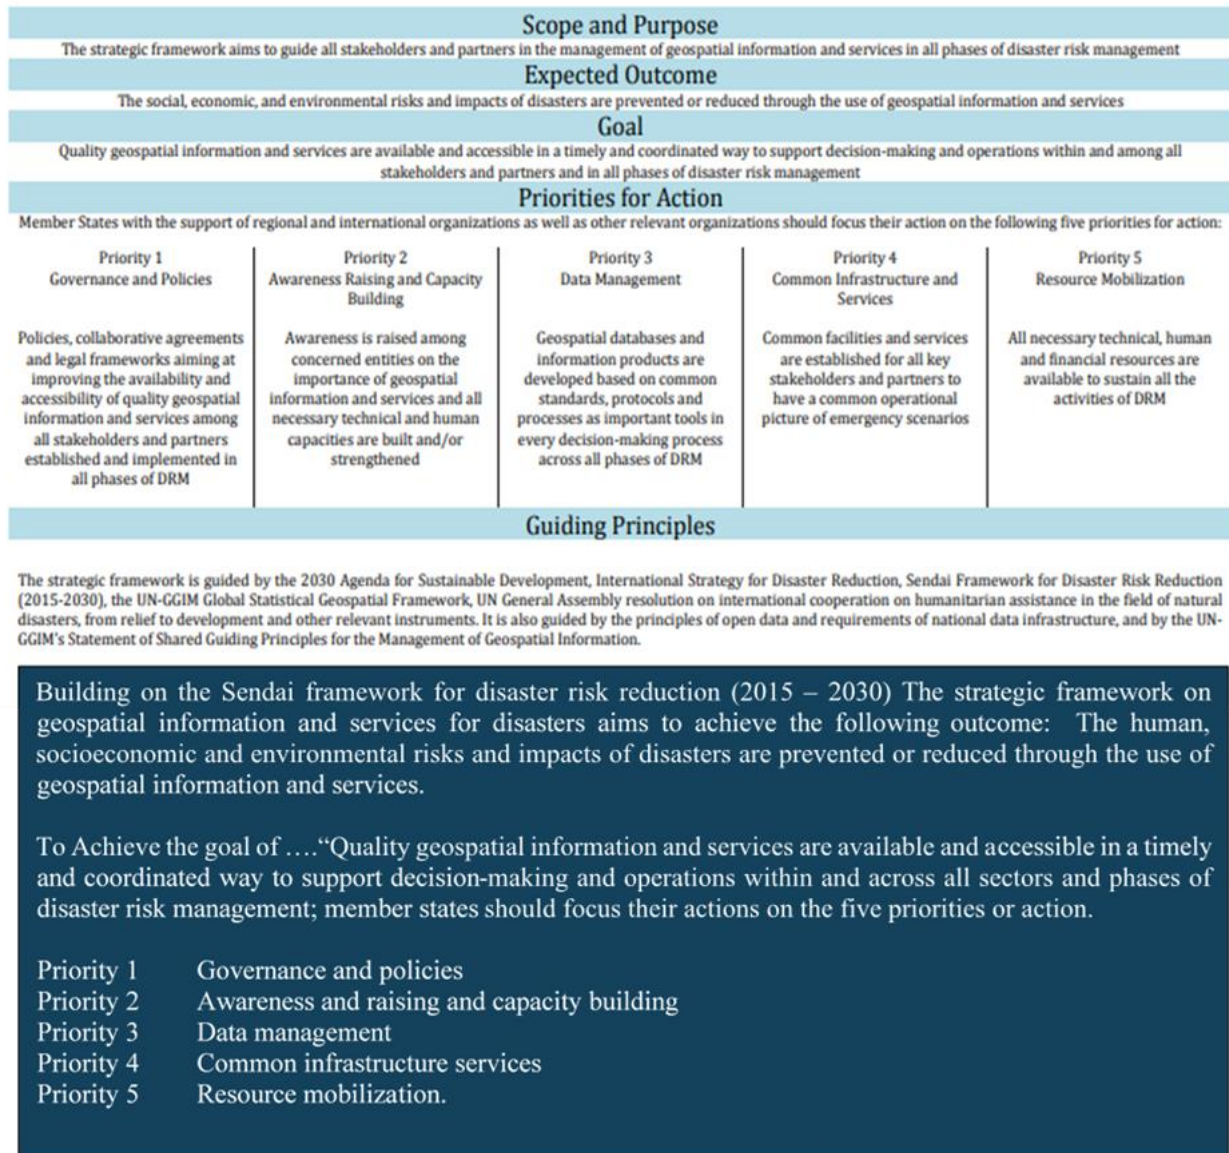 Scope and Purpose
The strategic framework aims to guide all stakeholders and partners in the management of geospatial information and services in all phases of disaster risk management
Expected Outcome
The social, economic, and environmental risks and impacts of disasters are prevented or reduced through the use of geospatial information and services
Goal
Quality geospatial information and services are available and accessible in a timely and coordinated way to support decision-making and operations within and among all
stakeholders and partners and in all phases of disaster risk management
Priorities for Action
Member States with the support of regional and international organizations as well as other relevant organizations should focus their action on the following five priorities for action:
Priority 1
Governance and Policies
Policies, collaborative agreements
and legal frameworks aiming at
improving the availability and
accessibility of quality geospatial
information and services among
all stakeholders and partners
established and implemented in
all phases of DRM
Priority 2
Awareness Raising and Capacity
Building
Awareness is raised among
concerned entities on the
importance of geospatial
information and services and all
necessary technical and human
capacities are built and/or
strengthened
Priority 3
Data Management
Geospatial databases and
information products are
developed based on common
standards, protocols and
processes as important tools in
every decision-making process
across all phases of DRM
Priority 4
Common Infrastructure and
Services
Common facilities and services
are established for all key
stakeholders and partners to
have a common operational
picture of emergency scenarios
Priority 5
Resource Mobilization
All necessary technical, human
and financial resources are
available to sustain all the
activities of DRM
Guiding Principles
The strategic framework is guided by the 2030 Agenda for Sustainable Development, International Strategy for Disaster Reduction, Sendai Framework for Disaster Risk Reduction
(2015-2030), the UN-GGIM Global Statistical Geospatial Framework, UN General Assembly resolution on international cooperation on humanitarian assistance in the field of natural
disasters, from relief to development and other relevant instruments. It is also guided by the principles of open data and requirements of national data infrastructure, and by the UN-
GGIM's Statement of Shared Guiding Principles for the Management of Geospatial Information.
Building on the Sendai framework for disaster risk reduction (2015 – 2030) The strategic framework on
geospatial information and services for disasters aims to achieve the following outcome: The human,
socioeconomic and environmental risks and impacts of disasters are prevented or reduced through the use of
geospatial information and services.
To Achieve the goal of ….“Quality geospatial information and services are available and accessible in a timely
and coordinated way to support decision-making and operations within and across all sectors and phases of
disaster risk management; member states should focus their actions on the five priorities or action.
Priority 1 Governance and policies
Priority 2 Awareness and raising and capacity building
Priority 3 Data management
Priority 4 Common infrastructure services
Priority 5 Resource mobilization.